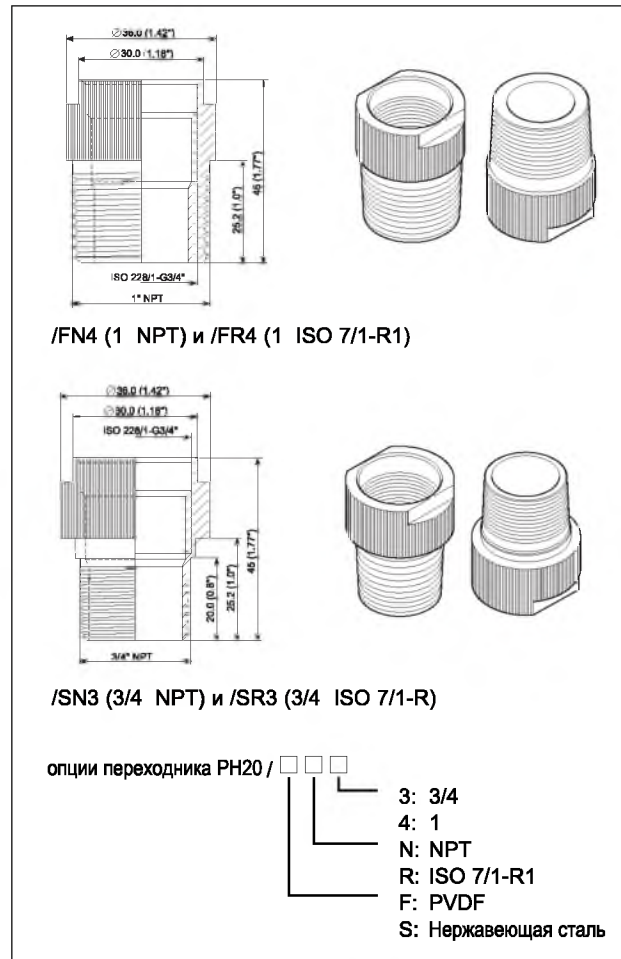 ∅36.0 (1.42")
∅30.0 (1.18")
45 (1.77")
25.2 (1.0")
ISO 228/1-G3/4"
1" NPT
/FN4 (1 NPT) и /FR4 (1 ISO 7/1-R1)
∅36.0 (1.42")
∅30.0 (1.18")
ISO 228/1-G3/4"
45 (1.77")
25.2 (1.0")
20.0 (0.8")
3/4" NPT
/SN3 (3/4 NPT) и /SR3 (3/4 ISO 7/1-R)
опции переходника PH20 / □ □ □
3: 3/4
4: 1
N: NPT
R: ISO 7/1-R1
F: PVDF
S: Нержавеющая сталь